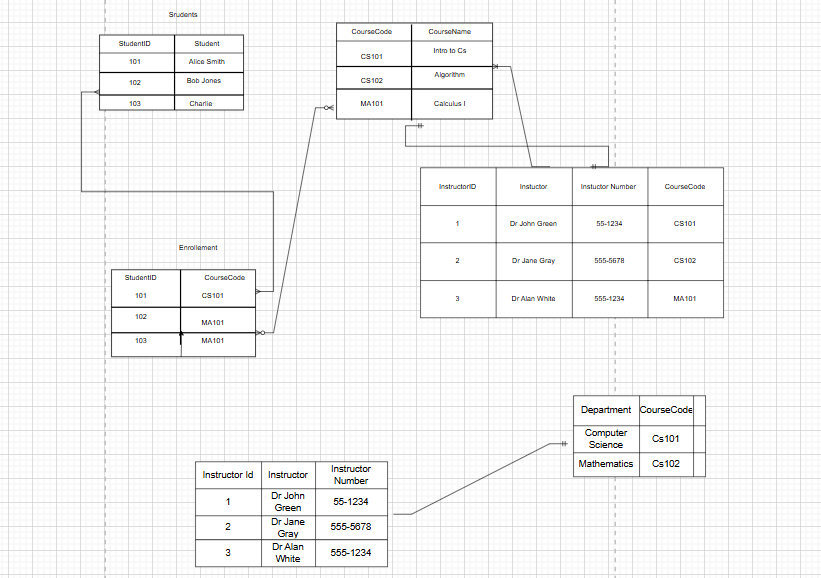 Srudents
StudentID Student
101 Alice Smith
102 Bob Jones
103 Charlie
CourseCode CourseName
CS101 Intro to Cs
CS102 Algorithm
MA101 Calculus I
InstructorID Instuctor Instuctor Number CourseCode
1 Dr John Green 55-1234 CS101
2 Dr Jane Gray 555-5678 CS102
3 Dr Alan White 555-1234 MA101
Enrollement
StudentID CourseCode
101 CS101
102 MA101
103 MA101
Department CourseCode
Computer
Science Cs101
Mathematics Cs102
Instructor Id Instructor Instructor
Number
1 Dr John
Green 55-1234
2 Dr Jane
Gray 555-5678
3 Dr Alan
White 555-1234